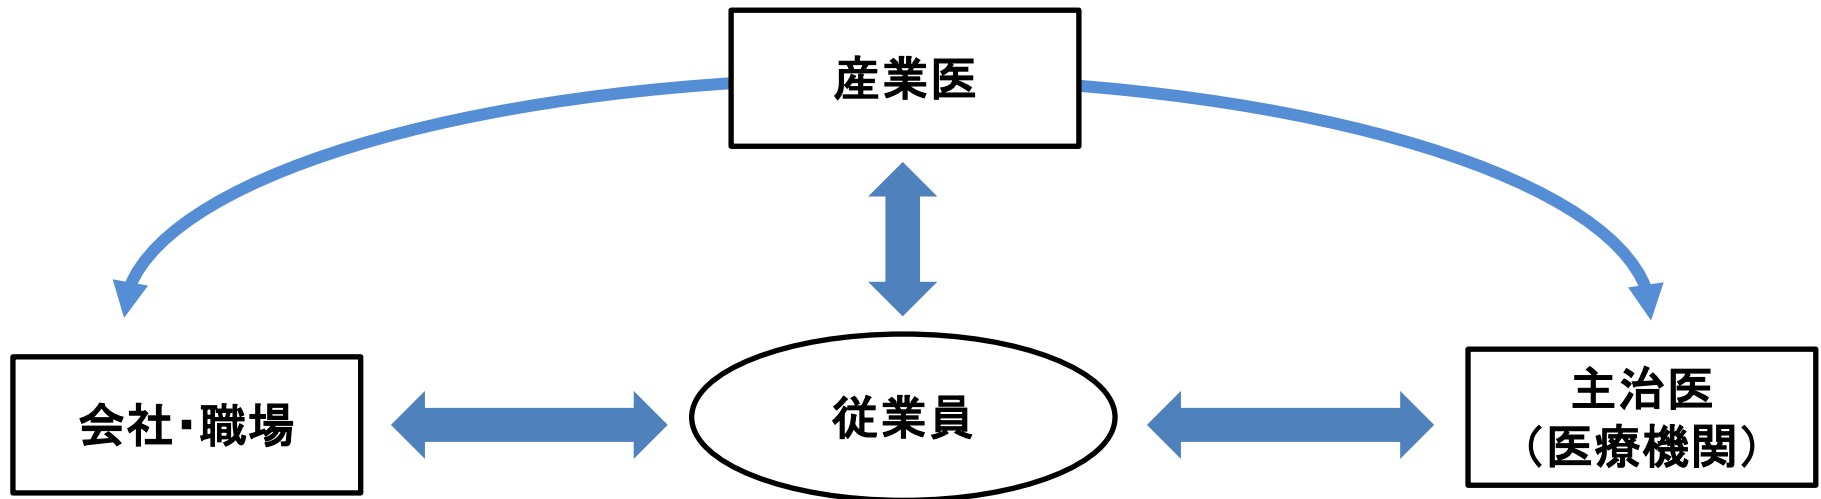 産業医
会社・職場
従業員
主治医
（医療機関）